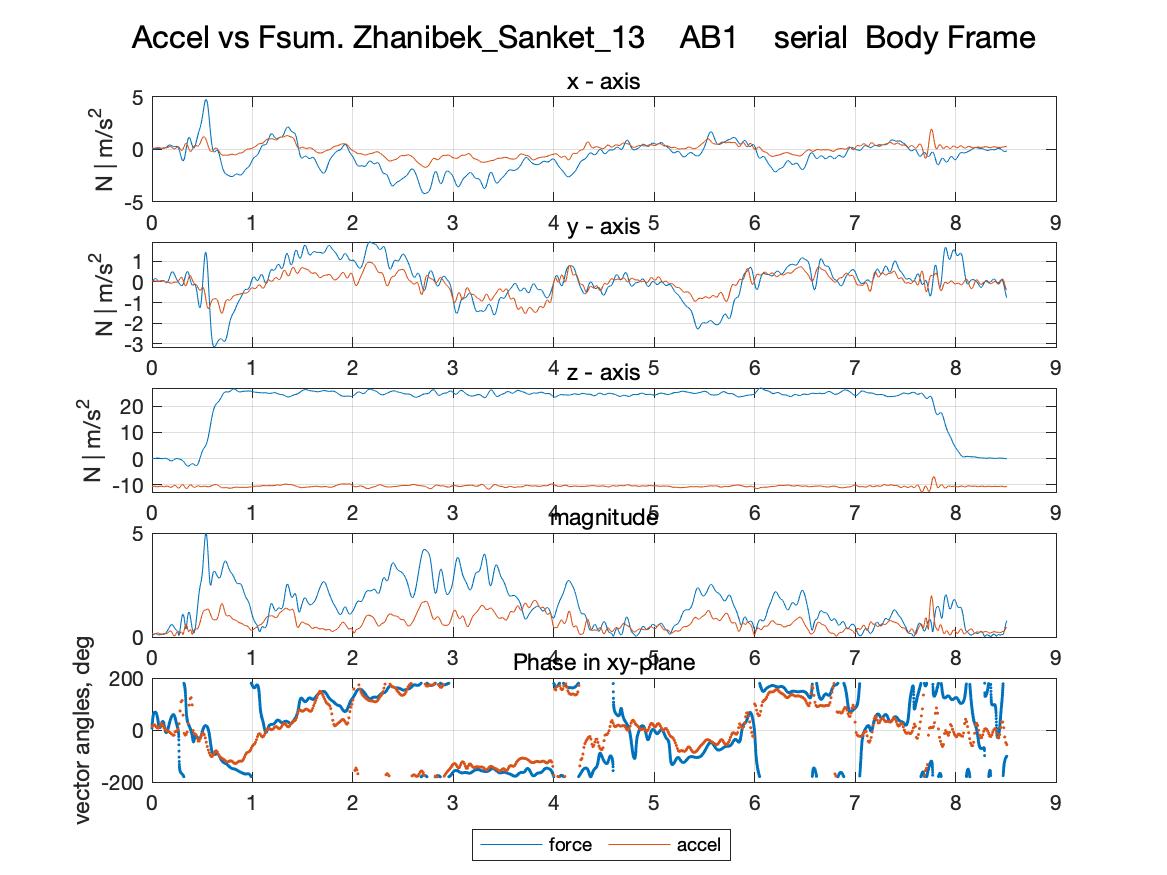 Accel vs Fsum. Zhanibek_Sanket_13 AB1 serial Body Frame
x - axis
N | m/s2
5
0
-5
0 1 2 3 4 5 6 7 8 9
y - axis
N | m/s2
1
0
-1
-2
-3
0 1 2 3 4 5 6 7 8 9
z - axis
N | m/s2
20
10
0
-10
0 1 2 3 4 5 6 7 8 9
magnitude
5
0
0 1 2 3 4 5 6 7 8 9
Phase in xy-plane
vector angles, deg
200
0
-200
0 1 2 3 4 5 6 7 8 9
force accel